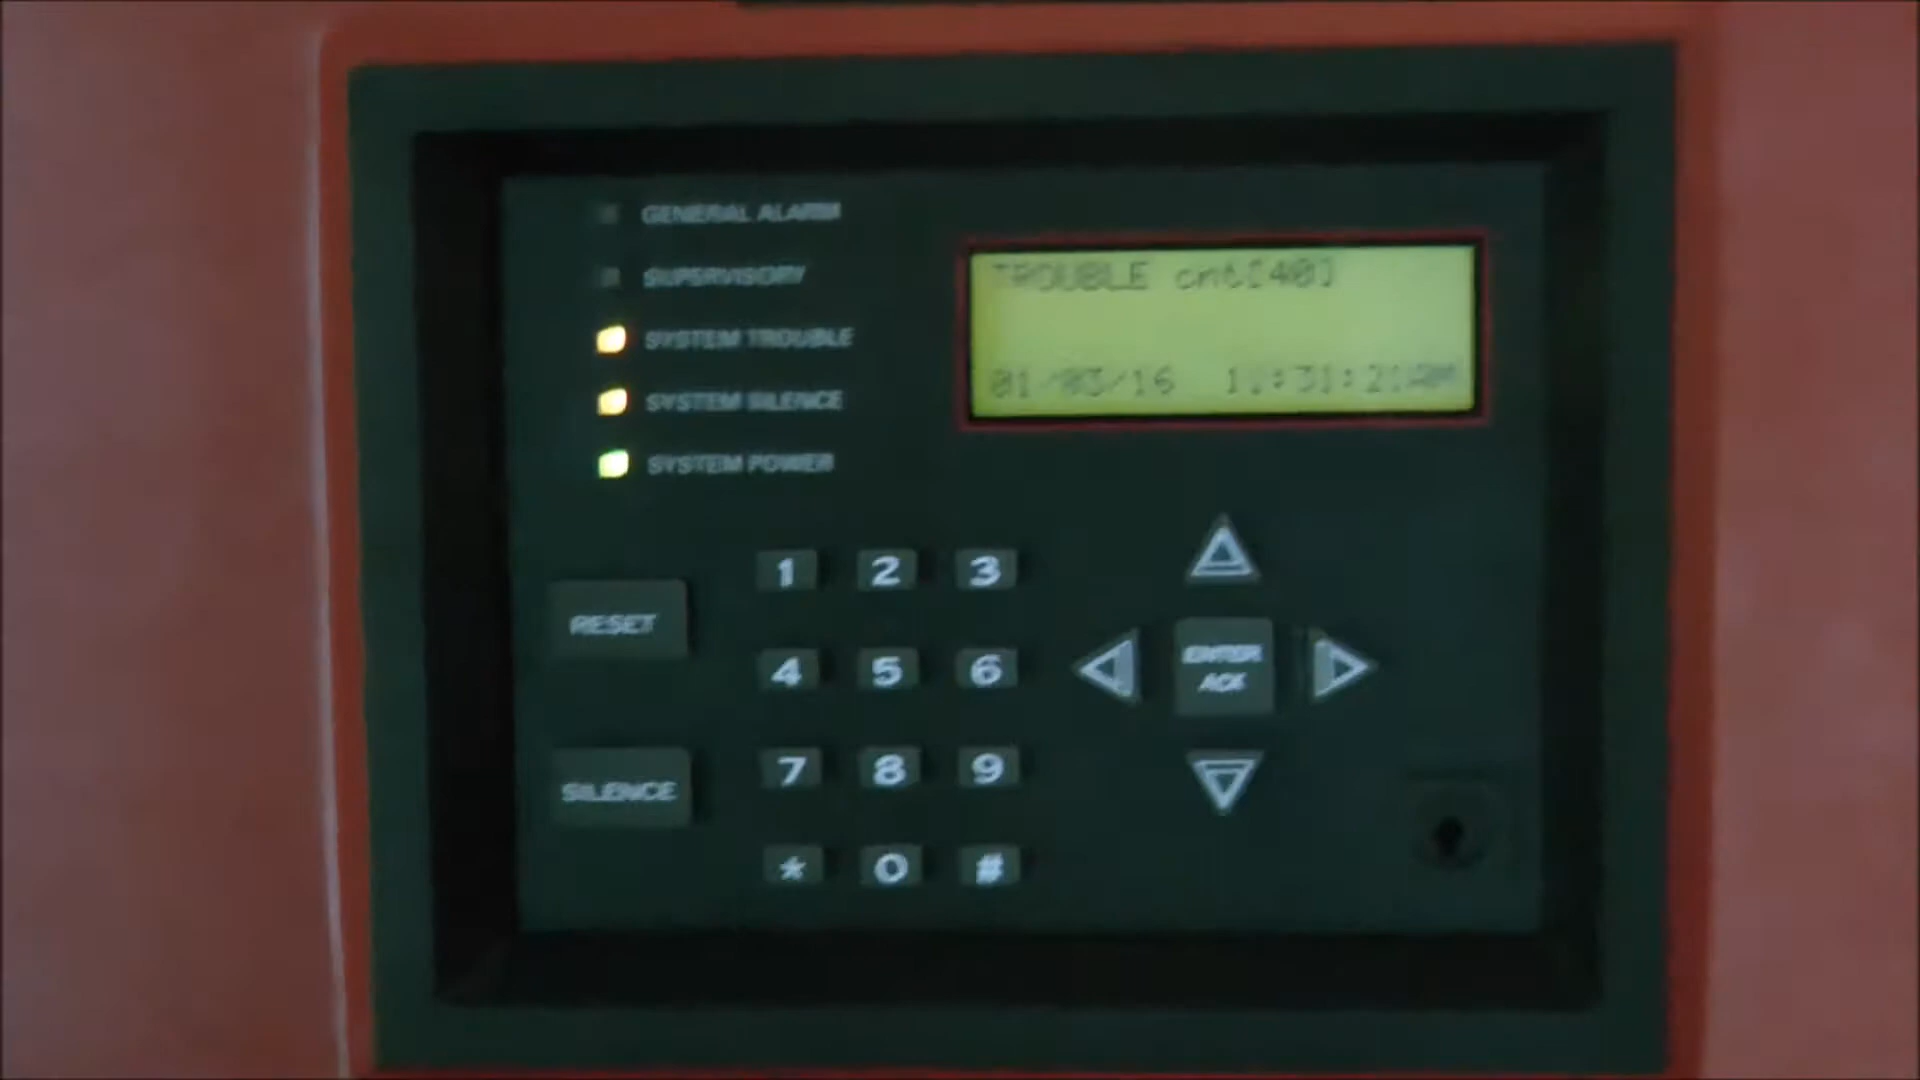 GENERAL ALARM
SUPERVISORY
SYSTEM TROUBLE
SYSTEM SILENCE
SYSTEM POWER
TROUBLE cnt[40]
01/03/16
RESET
SILENCE
1 2 3
4 5 6
7 8 9
* 0 #
ENTER
ACK